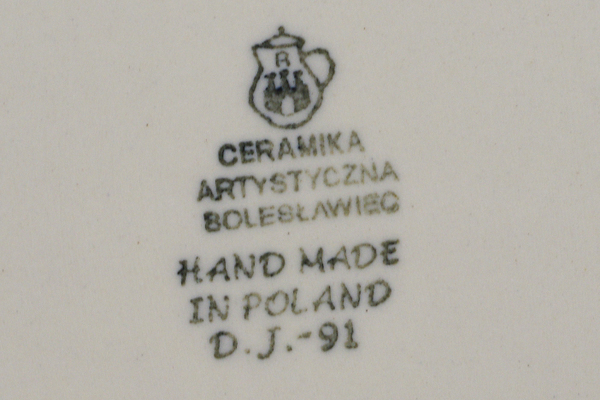 R
CERAMIKA
ARTYSTYCZNA
BOLESŁAWIEC
HAND MADE
IN POLAND
D.J.-91